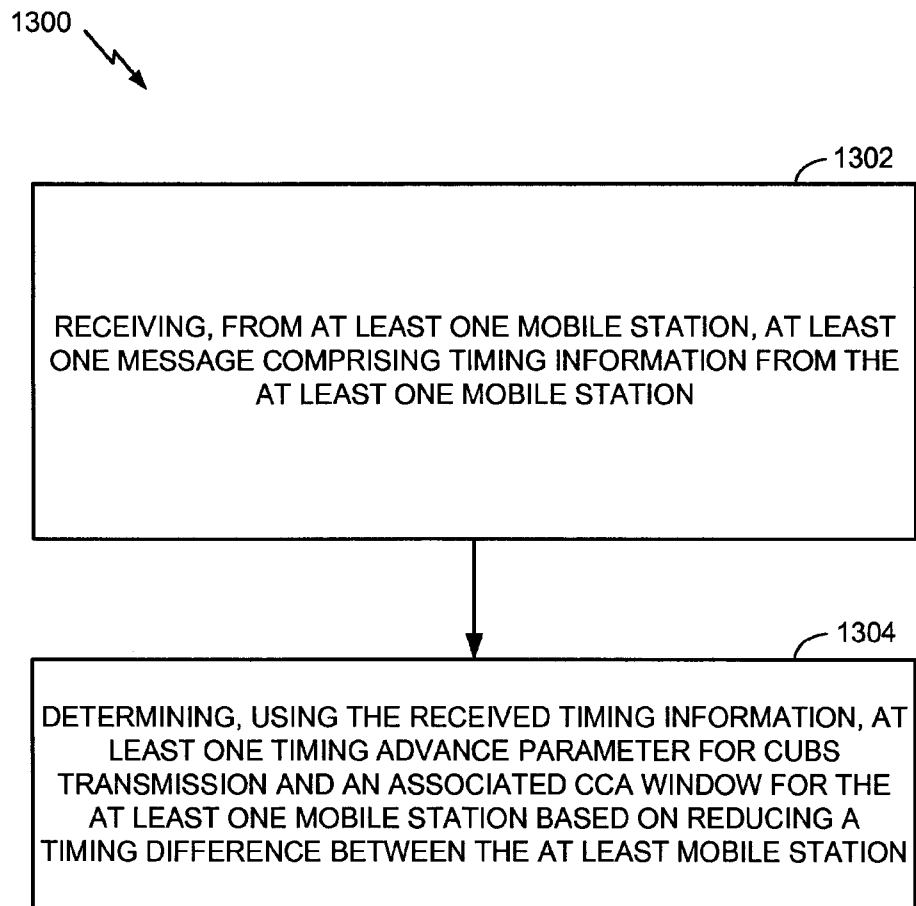 1300
1302
RECEIVING, FROM AT LEAST ONE MOBILE STATION, AT LEAST
ONE MESSAGE COMPRISING TIMING INFORMATION FROM THE
AT LEAST ONE MOBILE STATION
1304
DETERMINING, USING THE RECEIVED TIMING INFORMATION, AT
LEAST ONE TIMING ADVANCE PARAMETER FOR CUBS
TRANSMISSION AND AN ASSOCIATED CCA WINDOW FOR THE
AT LEAST ONE MOBILE STATION BASED ON REDUCING A
TIMING DIFFERENCE BETWEEN THE AT LEAST MOBILE STATION